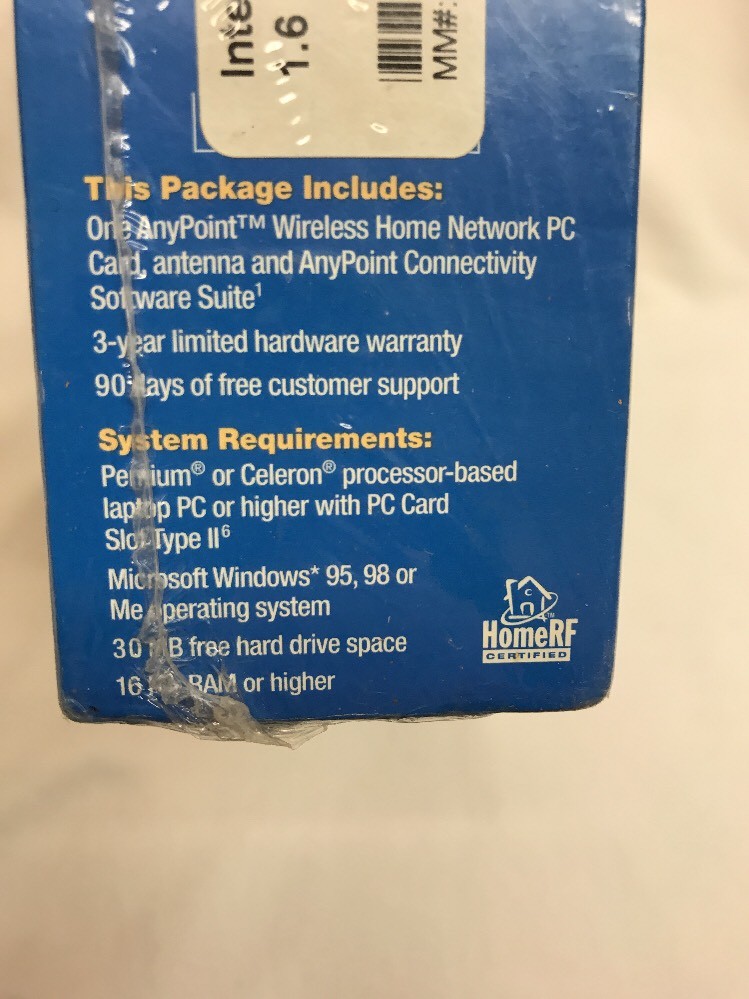 Inte
1.6
MM#:
This Package Includes:
One AnyPoint™ Wireless Home Network PC
Card, antenna and AnyPoint Connectivity
Software Suite¹
3-year limited hardware warranty
90 days of free customer support
System Requirements:
Pentium® or Celeron® processor-based
laptop PC or higher with PC Card
Slot Type II⁶
Microsoft Windows* 95, 98 or
Me operating system
30 MB free hard drive space
16 MB RAM or higher
HomeRF™
CERTIFIED